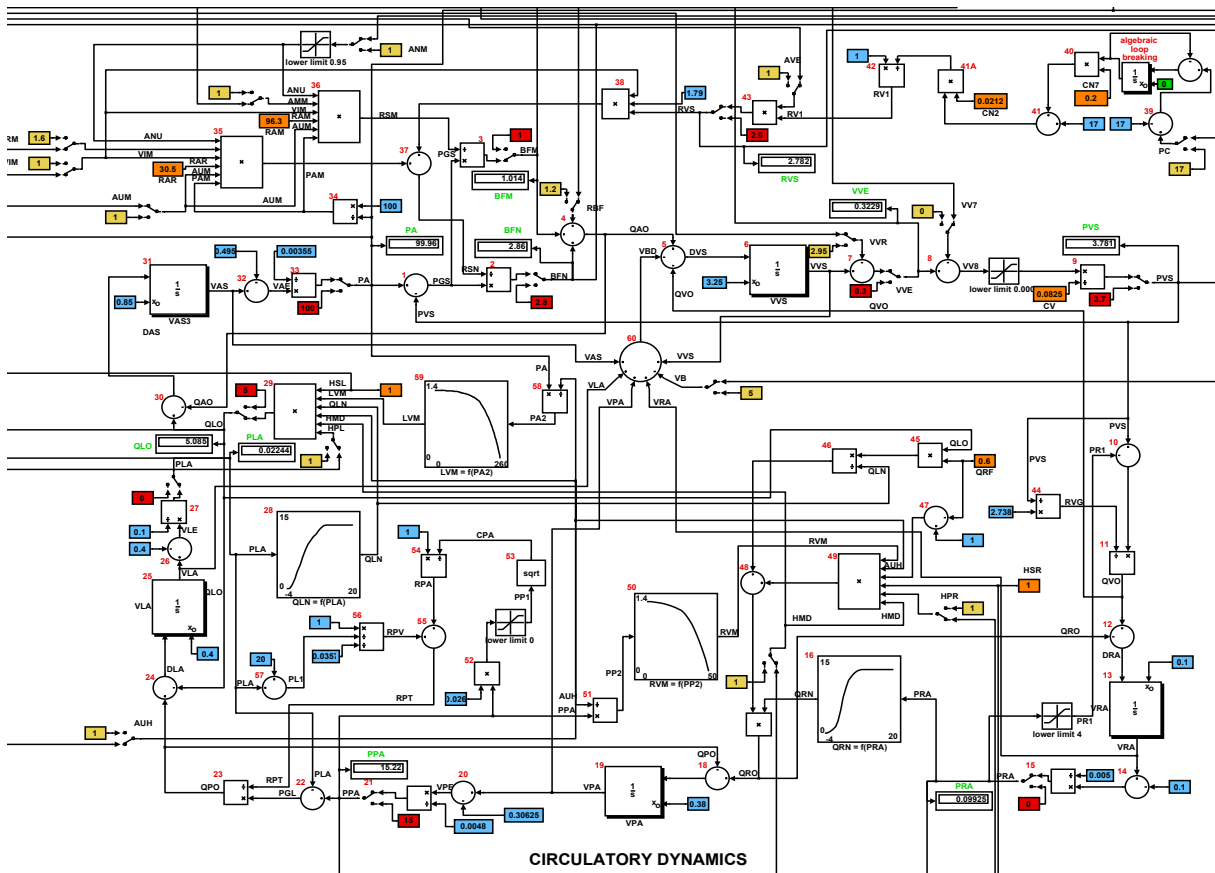 algebraic
loop
breaking
ANM
1
lower limit 0.95
1
AVE
1
42
RV1
41A
40
CN7
0.2
1/s
xo
0
ANU
AMM
VIM
RAM
AUM
36
RSM
1
96.3
RAM
38
1.79
RVS
43
RV1
2.9
0.0212
CN2
41
17
17
39
PC
17
RM
1.6
VIM
1
ANU
35
VIM
RAR
AUM
PAM
30.5
RAR
PAM
37
PGS
3
1
BFM
1.014
BFM
2.782
RVS
AUM
1
AUM
34
100
PA
99.96
BFN
2.86
1.2
RBF
4
QAO
VVE
0.3229
0
VV7
PVS
3.781
31
1/s
xo
0.85
VAS
VAS3
DAS
0.495
32
VAE
0.00355
33
100
PA
1
PGS
PVS
RSN
2
BFN
2.8
VBD
5
DVS
QVO
3.25
6
1/s
xo
VVS
VVS
2.95
VVR
7
0.3
VVE
8
VV8
lower limit 0.000
QVO
9
0.0825
CV
3.7
PVS
60
VAS
VVS
VLA
VB
VPA
VRA
5
PA
58
PA2
30
QAO
QLO
5
29
HSL
LVM
QLN
HMD
HPL
1
1
59
1.4
0
0
260
LVM
LVM = f(PA2)
QLO
5.085
PLA
0.02244
PLA
0
27
0.1
VLE
0.4
26
VLA
25
QLO
VLA
1/s
xo
0.4
28
15
0
-4
20
PLA
QLN
QLN = f(PLA)
1
54
CPA
RPA
53
sqrt
PP1
lower limit 0
46
45
QLO
QLN
0.6
QRF
47
1
PVS
10
PR1
PVS
44
2.738
RVG
11
QVO
1
56
RPV
55
20
57
PL1
PLA
RPT
52
PPA
AUH
51
PP2
50
1.4
0
0
50
RVM
RVM = f(PP2)
RVM
48
49
AUH
HSR
1
HPR
1
HMD
HMD
1
QRO
12
DRA
13
0.1
VRA
1/s
xo
VRA
24
DLA
AUH
1
16
15
0
-4
20
QRN
PRA
QRN = f(PRA)
PR1
lower limit 4
23
QPO
RPT
PGL
22
PLA
PPA
15.22
PPA
21
15
VPE
20
0.0048
0.30625
VPA
19
1/s
xo
VPA
0.38
18
QPO
QRO
PRA
15
0
0.005
14
0.1
PRA
0.09925
CIRCULATORY DYNAMICS